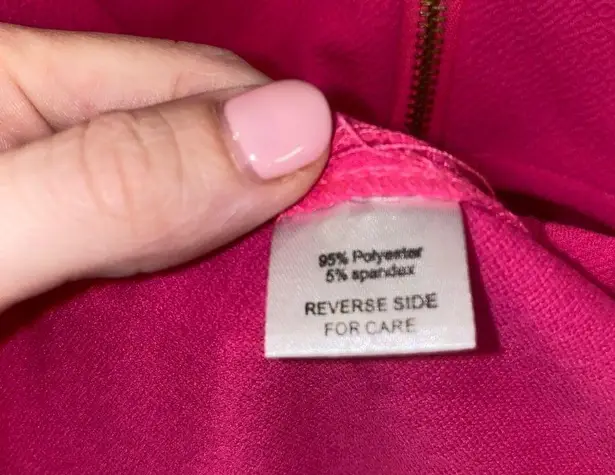 95% Polyester
5% spandex
REVERSE SIDE
FOR CARE